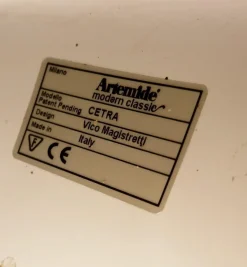 Milano
Artemide®
modern classic
Modello CETRA
Patent Pending
Design Vico Magistretti
Made in Italy
F CE